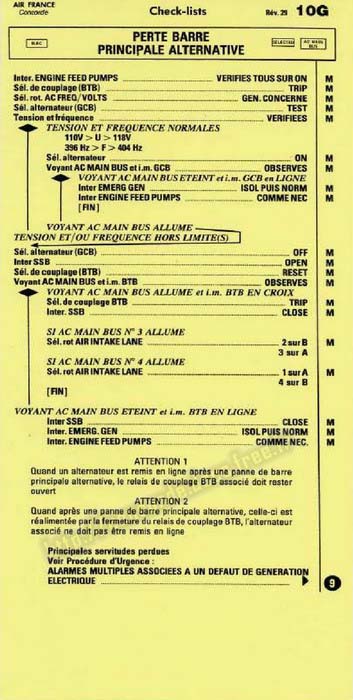 AIR FRANCE
Concorde
Check-lists
Rév. 29 10G
MAC
PERTE BARRE
PRINCIPALE ALTERNATIVE
SELECTED
AC MAIN BUS
Inter. ENGINE FEED PUMPS VERIFIES TOUS SUR ON M
Sél. de couplage (BTB) TRIP M
Sél. rot. AC FREQ/VOLTS GEN. CONCERNE M
Sél. alternateur (GCB) TEST M
Tension et fréquence VERIFIEES M
TENSION ET FREQUENCE NORMALES
110V > U > 118V
396 Hz > F > 404 Hz
Sél. alternateur ON M
Voyant AC MAIN BUS et i.m. GCB OBSERVES M
VOYANT AC MAIN BUS ETEINT et i.m. GCB en LIGNE
Inter EMERG GEN ISOL PUIS NORM M
Inter ENGINE FEED PUMPS COMME NEC M
[FIN]
VOYANT AC MAIN BUS ALLUME
TENSION ET/OU FREQUENCE HORS LIMITE(S)
Sél. alternateur (GCB) OFF M
Inter SSB OPEN M
Sél. de couplage (BTB) RESET M
Voyant AC MAIN BUS et i.m. BTB OBSERVES M
VOYANT AC MAIN BUS ALLUME et i.m. BTB EN CROIX
Sél. de couplage BTB TRIP M
Inter. SSB CLOSE M
SI AC MAIN BUS N° 3 ALLUME
Sél. rot AIR INTAKE LANE 2 sur B M
3 sur A M
SI AC MAIN BUS N° 4 ALLUME
Sél. rot AIR INTAKE LANE 1 sur A M
4 sur B M
[FIN]
VOYANT AC MAIN BUS ETEINT et i.m. BTB EN LIGNE
Inter SSB CLOSE M
Inter. EMERG. GEN ISOL PUIS NORM M
Inter. ENGINE FEED PUMPS COMME NEC. M
ATTENTION 1
Quand un alternateur est remis en ligne après une panne de barre
principale alternative, le relais de couplage BTB associé doit rester
ouvert
ATTENTION 2
Quand après une panne de barre principale alternative, celle-ci est
réalimentée par la fermeture du relais de couplage BTB, l'alternateur
associé ne doit pas être remis en ligne
Principales servitudes perdues
Voir Procédure d'Urgence :
ALARMES MULTIPLES ASSOCIEES A UN DEFAUT DE GENERATION
ELECTRIQUE
9